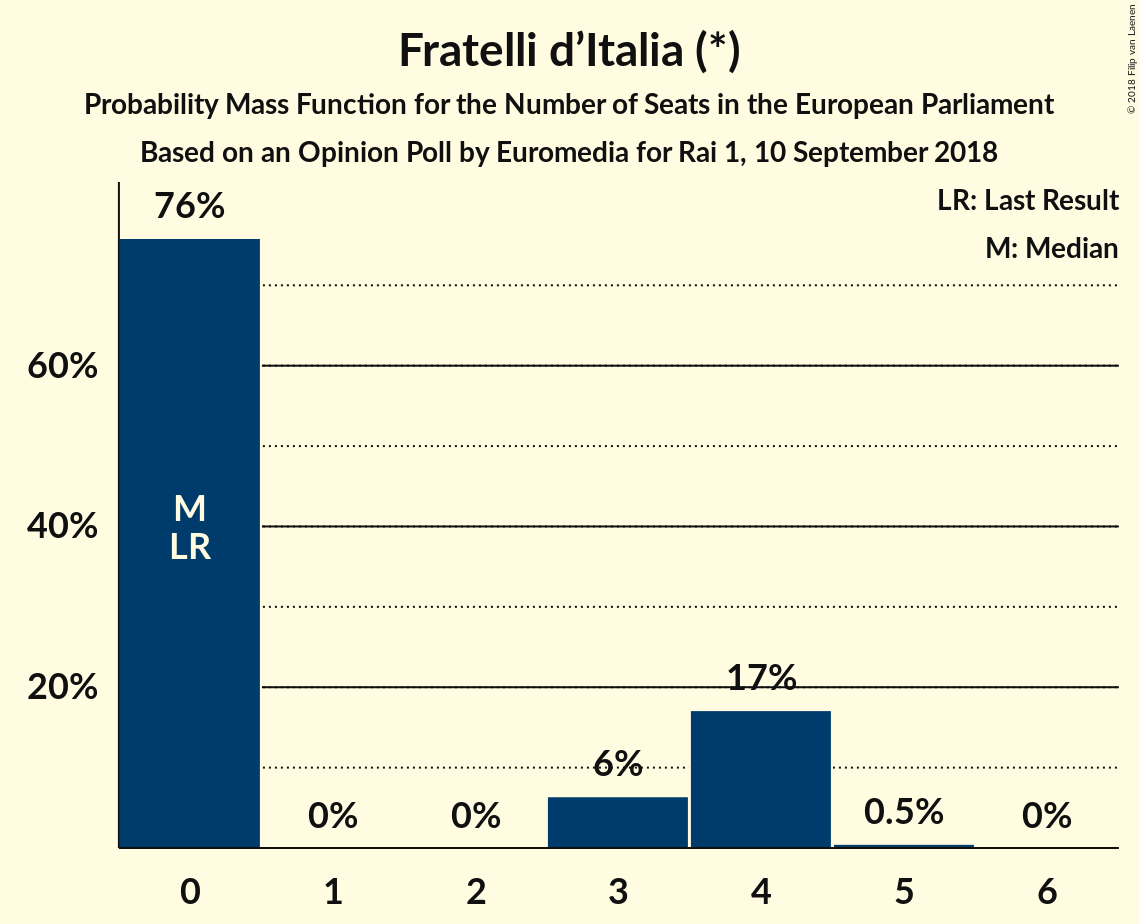 Fratelli d’Italia (*)
Probability Mass Function for the Number of Seats in the European Parliament
Based on an Opinion Poll by Euromedia for Rai 1, 10 September 2018
© 2018 Filip van Laenen
LR: Last Result
M: Median
76%
60%
40%
20%
M
LR
0%
0%
6%
17%
0.5%
0%
0 1 2 3 4 5 6